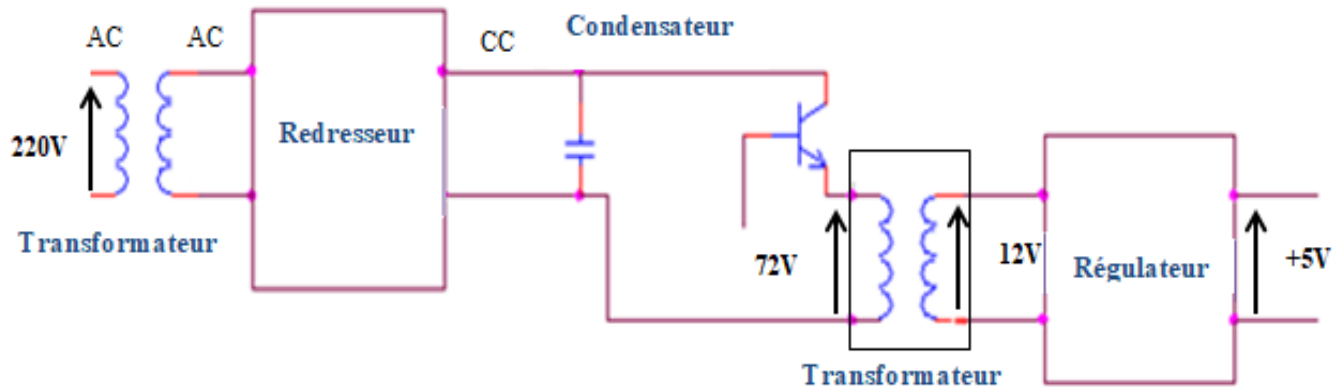 AC
AC
CC
Condensateur
220V
Redresseur
Transformateur
72V
12V
Régulateur
+5V
Transformateur